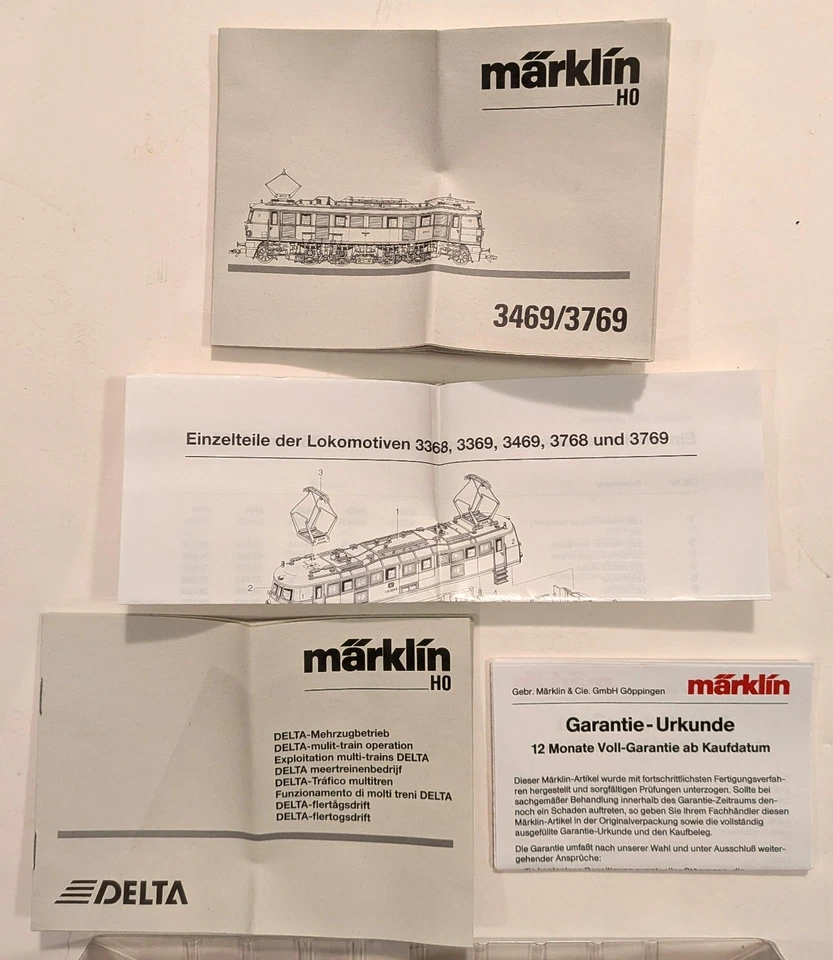 märklin
H0
3469/3769
Einzelteile der Lokomotiven 3368, 3369, 3469, 3768 und 3769
3
1
2
2
4
märklin
H0
DELTA-Mehrzugbetrieb
DELTA-mulit-train operation
Exploitation multi-trains DELTA
DELTA meertreinenbedrijf
DELTA-Tráfico multitren
Funzionamento di molti treni DELTA
DELTA-flertågsdrift
DELTA-flertogsdrift
DELTA
Gebr. Märklin & Cie. GmbH Göppingen
märklin
Garantie-Urkunde
12 Monate Voll-Garantie ab Kaufdatum
Dieser Märklin-Artikel wurde mit fortschrittlichsten Fertigungsverfah-
ren hergestellt und sorgfältigen Prüfungen unterzogen. Sollte bei
sachgemäßer Behandlung innerhalb des Garantie-Zeitraums den-
noch ein Schaden auftreten, so geben Sie Ihrem Fachhändler diesen
Märklin-Artikel in der Originalverpackung sowie die vollständig
ausgefüllte Garantie-Urkunde und den Kaufbeleg.
Die Garantie umfaßt nach unserer Wahl und unter Ausschluß weiter-
gehender Ansprüche: